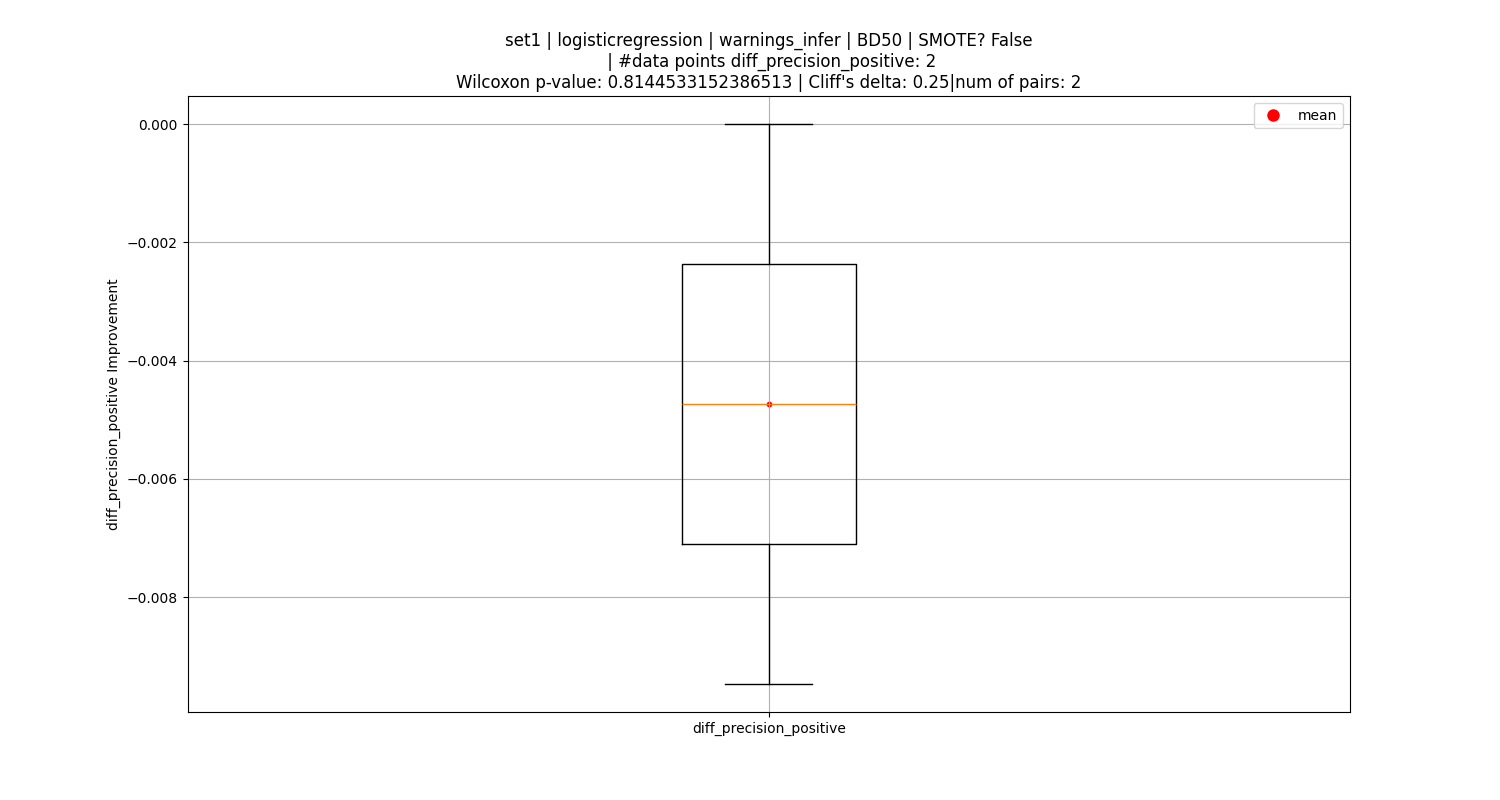 set1 | logisticregression | warnings_infer | BD50 | SMOTE? False
| #data points diff_precision_positive: 2
Wilcoxon p-value: 0.8144533152386513 | Cliff's delta: 0.25|num of pairs: 2
mean
0.000
−0.002
−0.004
−0.006
−0.008
diff_precision_positive Improvement
diff_precision_positive